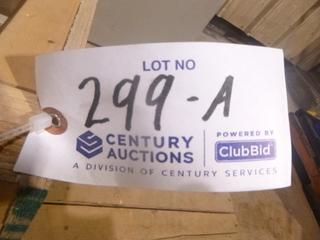 LOT NO
299-A
CENTURY AUCTIONS
POWERED BY
ClubBid
A DIVISION OF CENTURY SERVICES